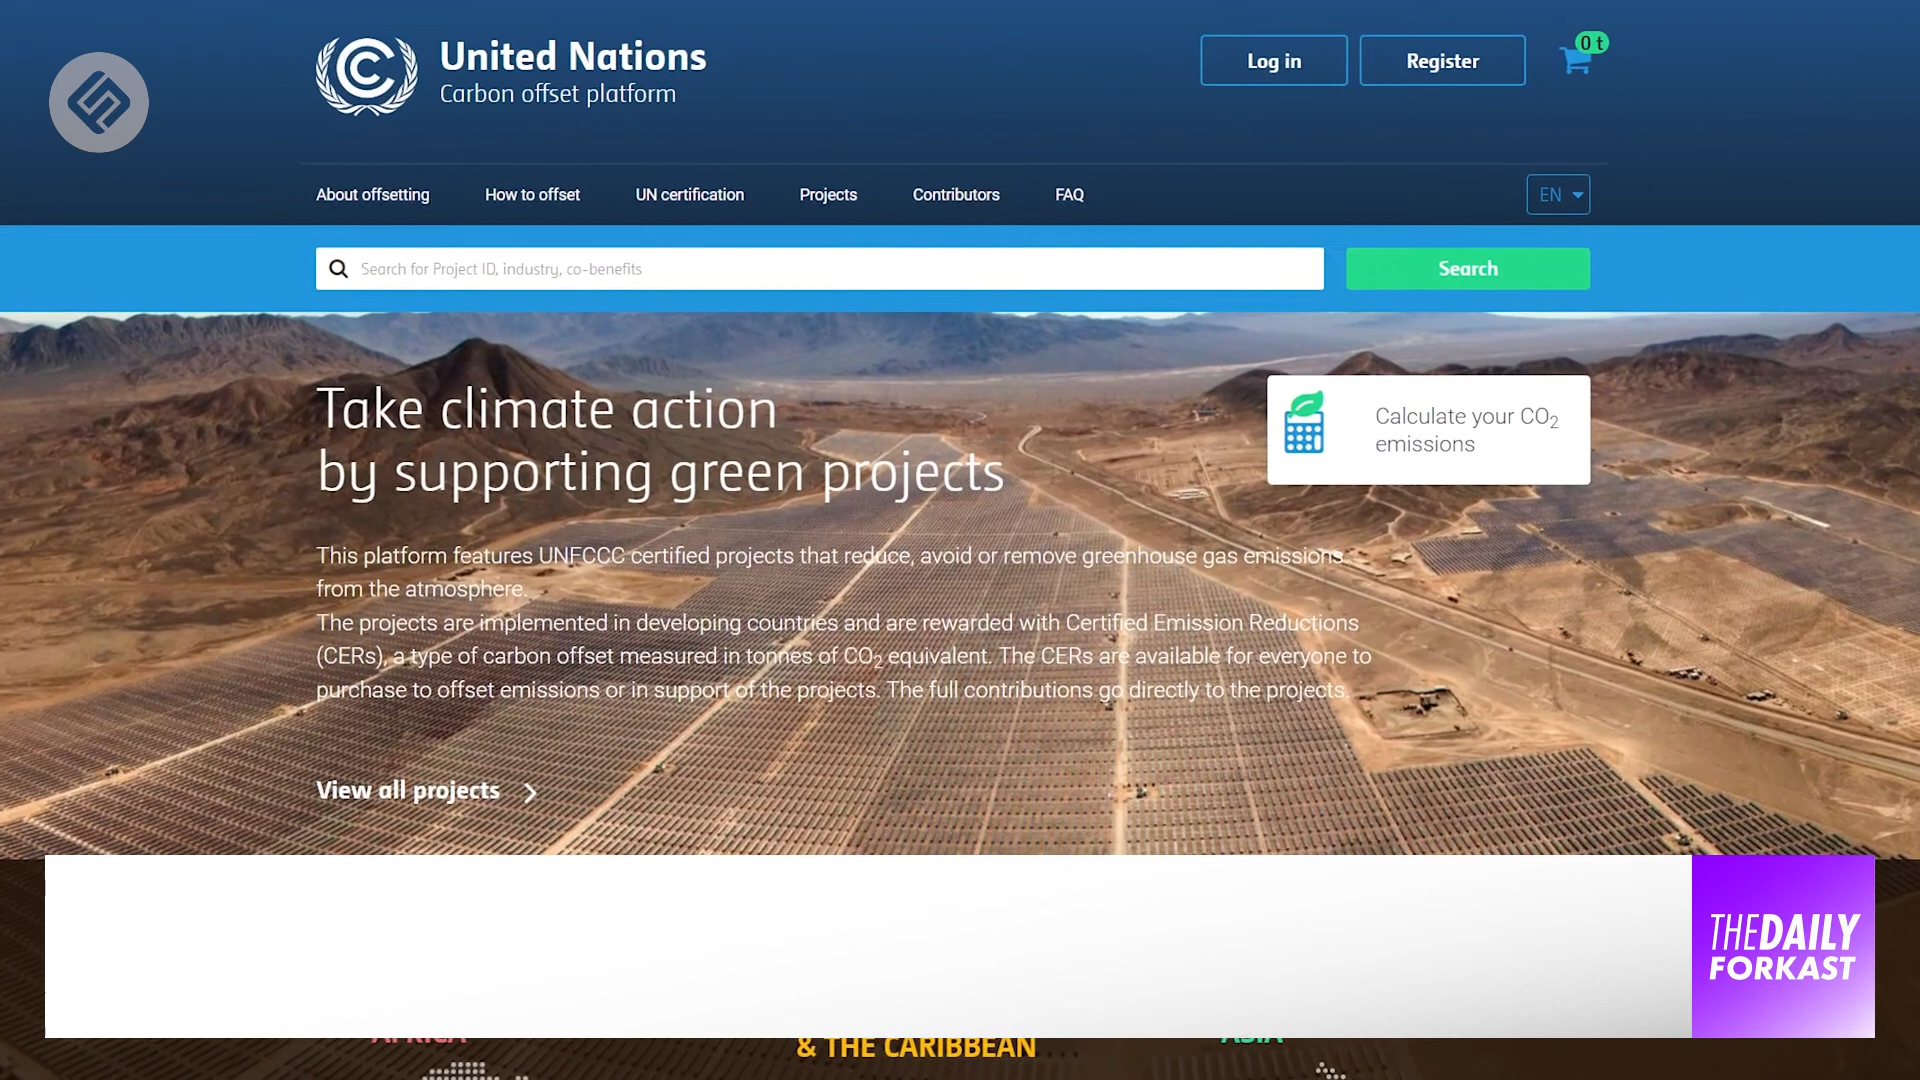 United Nations
Carbon offset platform
Log in
Register
0 t
About offsetting
How to offset
UN certification
Projects
Contributors
FAQ
EN
Search for Project ID, industry, co-benefits
Search
Take climate action
by supporting green projects
Calculate your CO₂
emissions
This platform features UNFCCC certified projects that reduce, avoid or remove greenhouse gas emissions
from the atmosphere.
The projects are implemented in developing countries and are rewarded with Certified Emission Reductions
(CERs), a type of carbon offset measured in tonnes of CO₂ equivalent. The CERs are available for everyone to
purchase to offset emissions or in support of the projects. The full contributions go directly to the projects.
View all projects
THE DAILY
FORKAST
AFRICA
& THE CARIBBEAN
ASIA